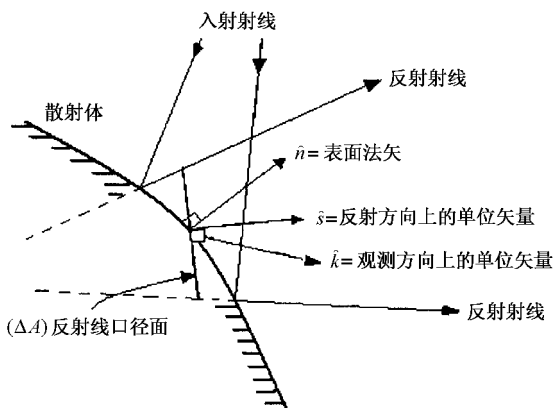 入射射线
反射射线
散射体
n̂= 表面法矢
ŝ=反射方向上的单位矢量
k̂=观测方向上的单位矢量
(ΔA)反射线口径面
反射射线